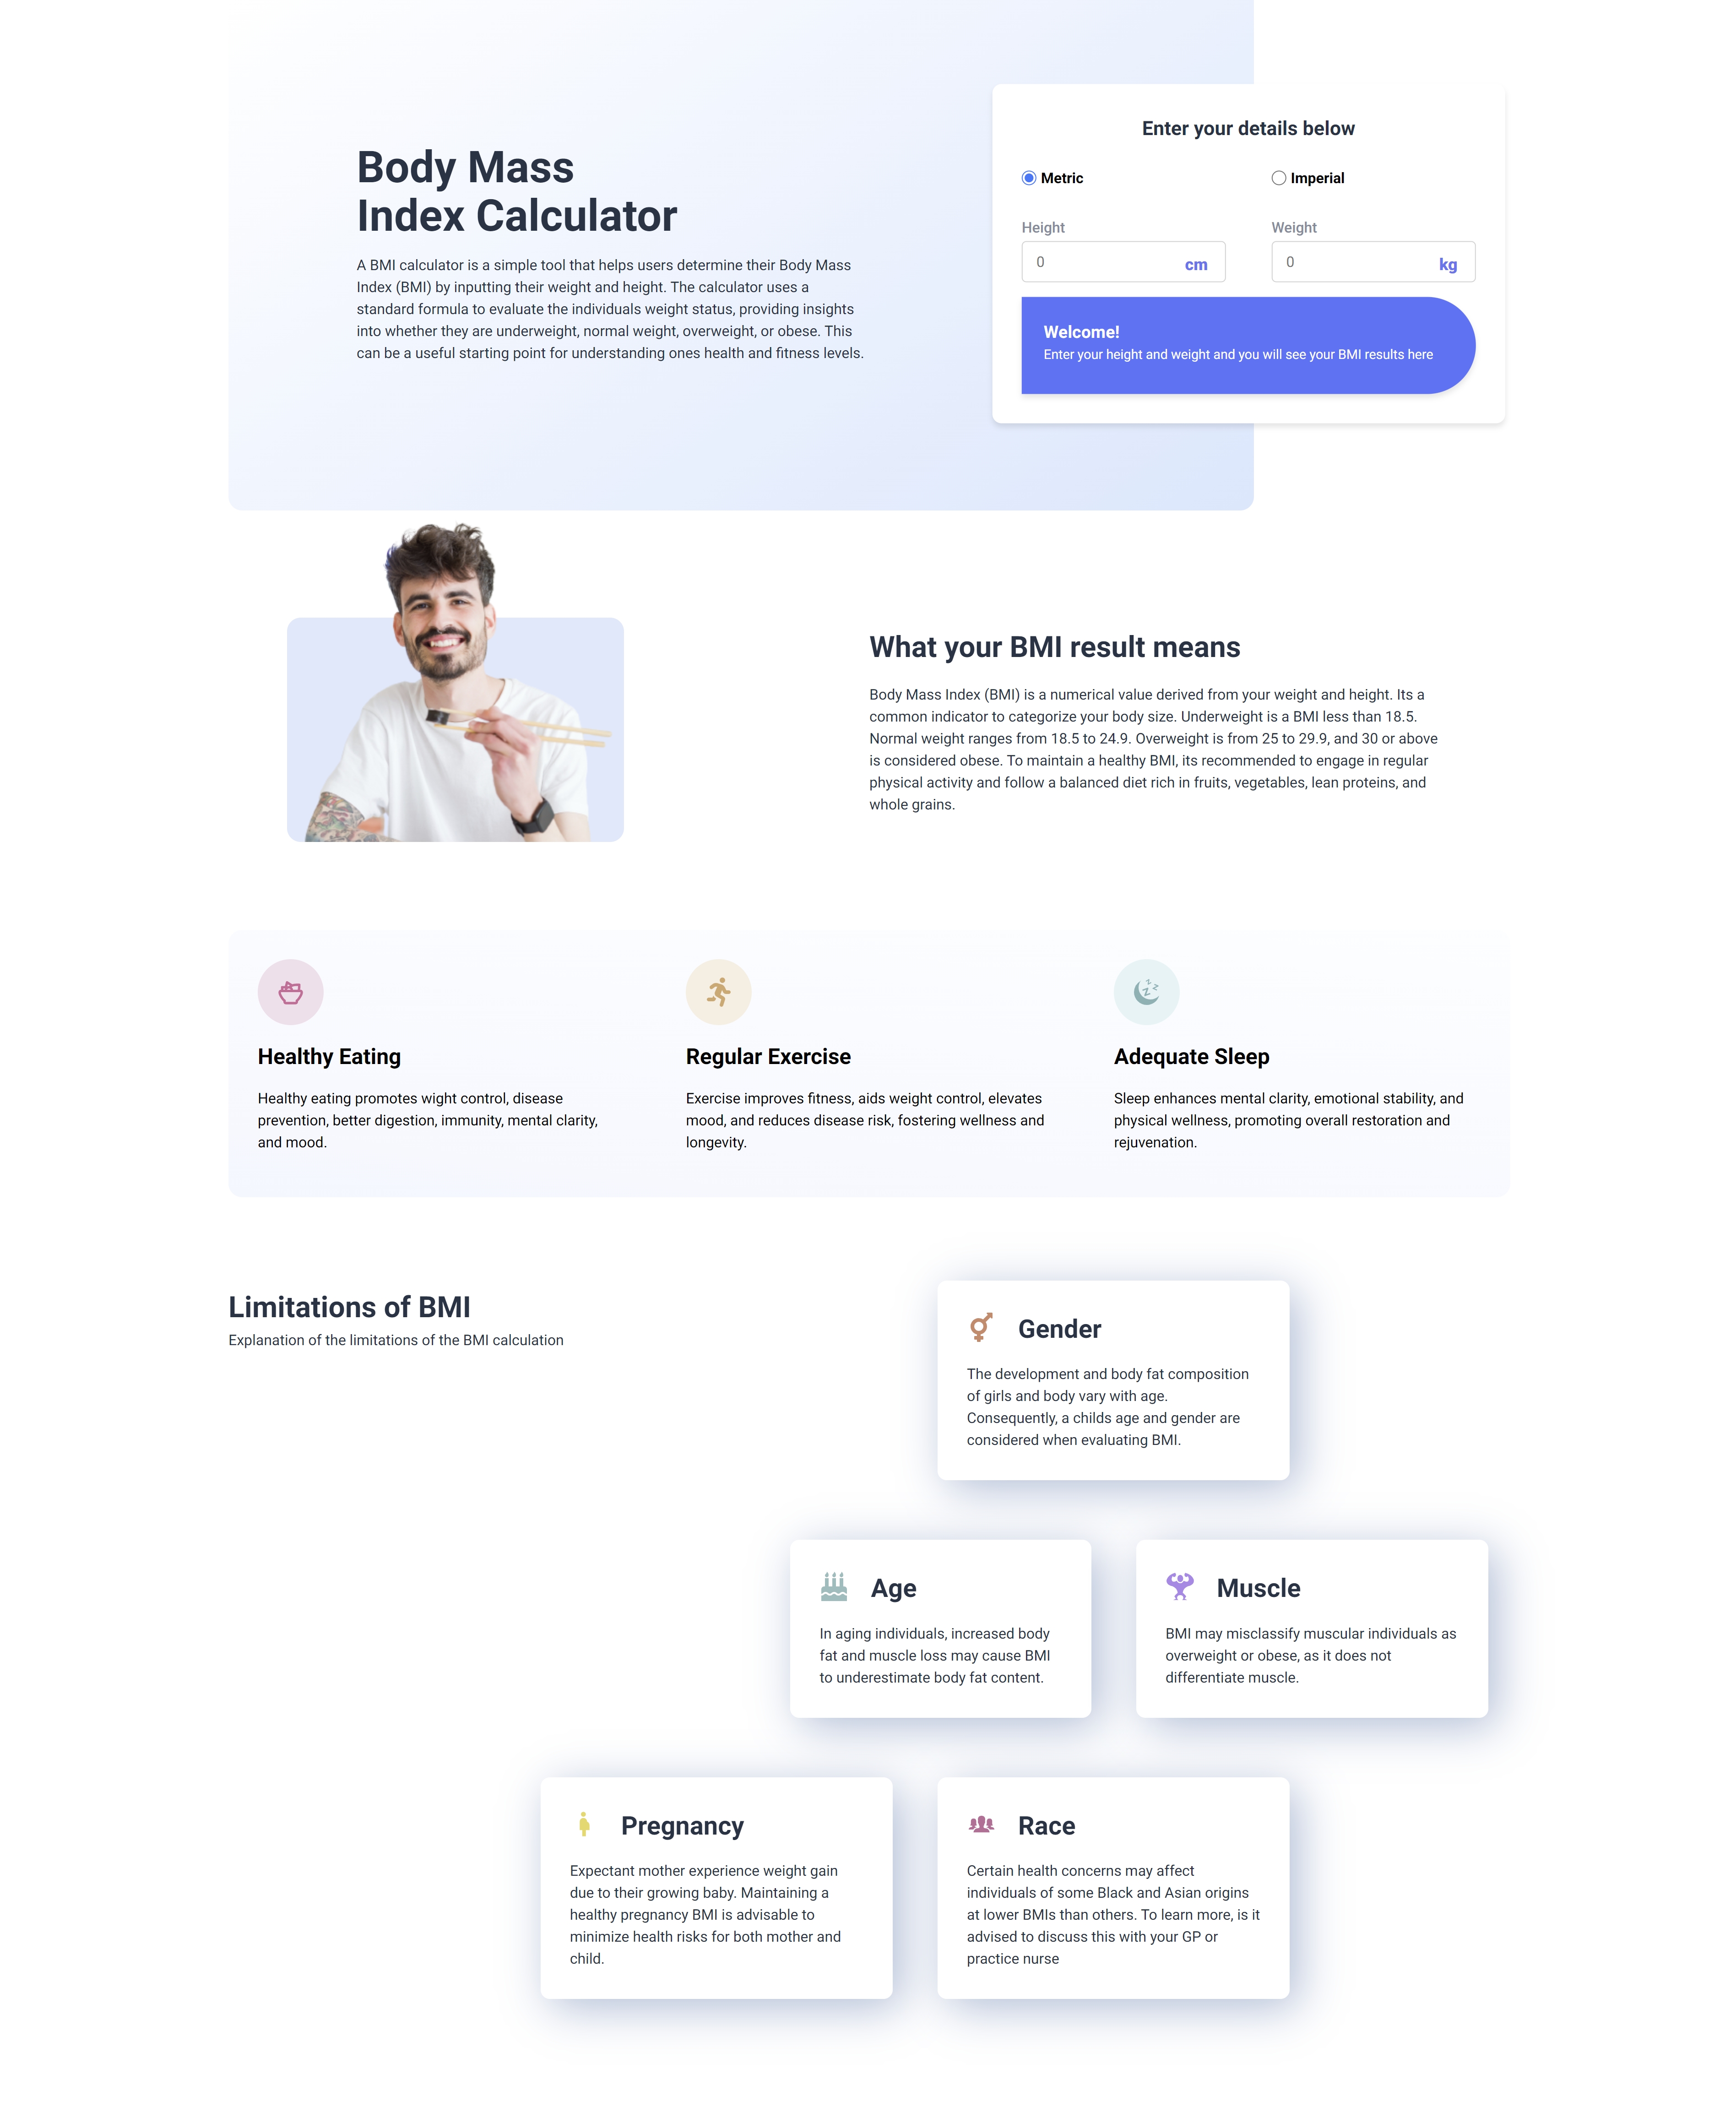 Body Mass
Index Calculator
A BMI calculator is a simple tool that helps users determine their Body Mass
Index (BMI) by inputting their weight and height. The calculator uses a
standard formula to evaluate the individuals weight status, providing insights
into whether they are underweight, normal weight, overweight, or obese. This
can be a useful starting point for understanding ones health and fitness levels.
Enter your details below
Metric
Imperial
Height
Weight
0 cm
0 kg
Welcome!
Enter your height and weight and you will see your BMI results here
What your BMI result means
Body Mass Index (BMI) is a numerical value derived from your weight and height. Its a
common indicator to categorize your body size. Underweight is a BMI less than 18.5.
Normal weight ranges from 18.5 to 24.9. Overweight is from 25 to 29.9, and 30 or above
is considered obese. To maintain a healthy BMI, its recommended to engage in regular
physical activity and follow a balanced diet rich in fruits, vegetables, lean proteins, and
whole grains.
Healthy Eating
Healthy eating promotes wight control, disease
prevention, better digestion, immunity, mental clarity,
and mood.
Regular Exercise
Exercise improves fitness, aids weight control, elevates
mood, and reduces disease risk, fostering wellness and
longevity.
Adequate Sleep
Sleep enhances mental clarity, emotional stability, and
physical wellness, promoting overall restoration and
rejuvenation.
Limitations of BMI
Explanation of the limitations of the BMI calculation
Gender
The development and body fat composition
of girls and body vary with age.
Consequently, a childs age and gender are
considered when evaluating BMI.
Age
In aging individuals, increased body
fat and muscle loss may cause BMI
to underestimate body fat content.
Muscle
BMI may misclassify muscular individuals as
overweight or obese, as it does not
differentiate muscle.
Pregnancy
Expectant mother experience weight gain
due to their growing baby. Maintaining a
healthy pregnancy BMI is advisable to
minimize health risks for both mother and
child.
Race
Certain health concerns may affect
individuals of some Black and Asian origins
at lower BMIs than others. To learn more, is it
advised to discuss this with your GP or
practice nurse